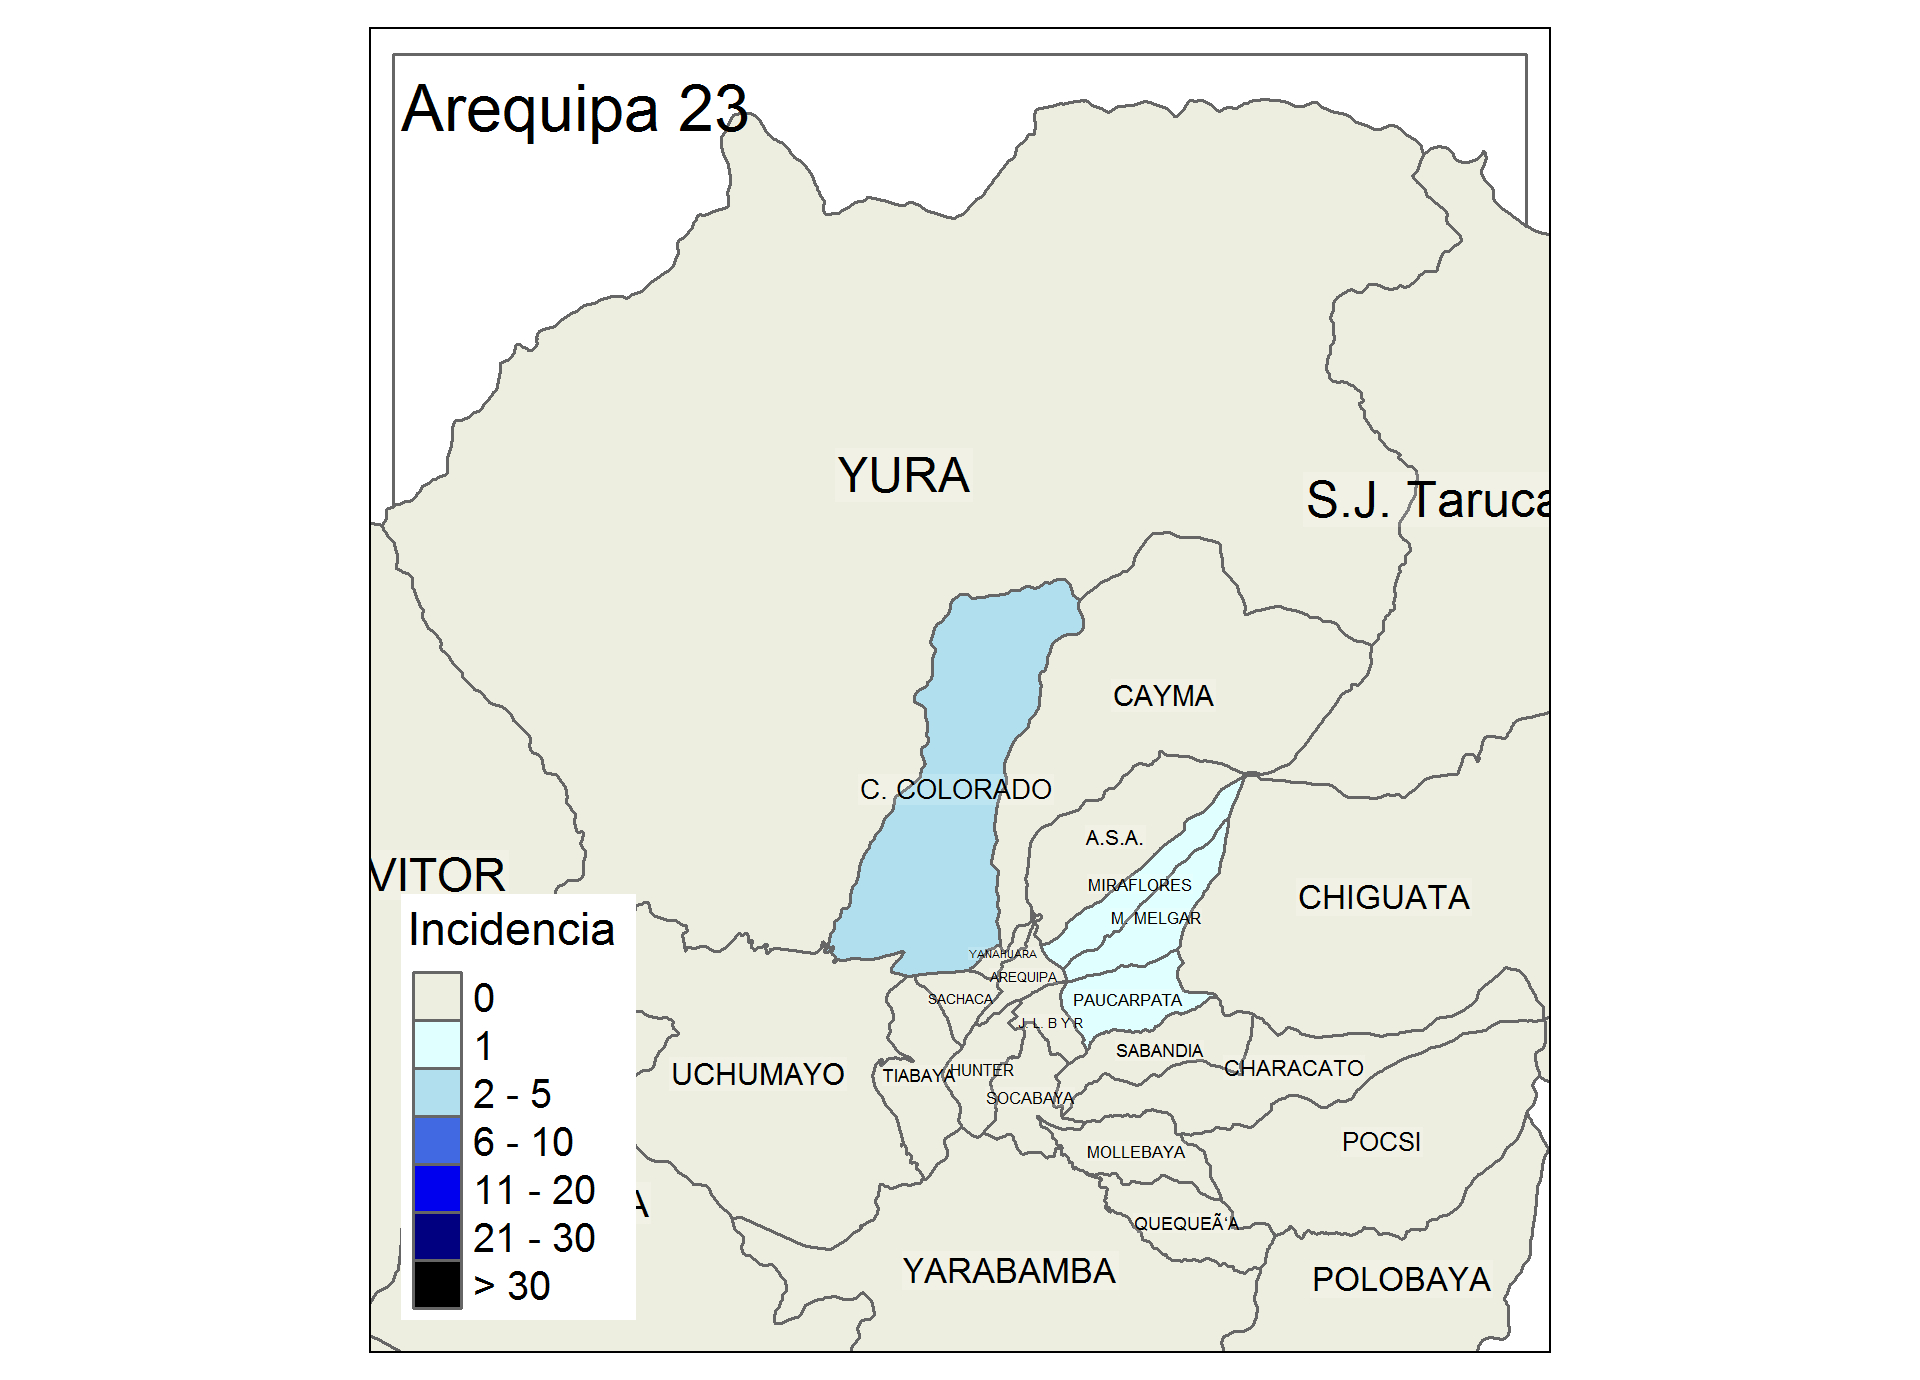 Arequipa 23
YURA
S.J. Taruca
CAYMA
C. COLORADO
A.S.A.
VITOR
MIRAFLORES
CHIGUATA
M. MELGAR
Incidencia
YANAHUARA
AREQUIPA
SACHACA
PAUCARPATA
0
J. L. B Y R
1
SABANDIA
UCHUMAYO
TIABAYA
HUNTER
CHARACATO
2 - 5
SOCABAYA
6 - 10
MOLLEBAYA
POCSI
11 - 20
A
QUEQUEÃ‘A
21 - 30
YARABAMBA
POLOBAYA
> 30